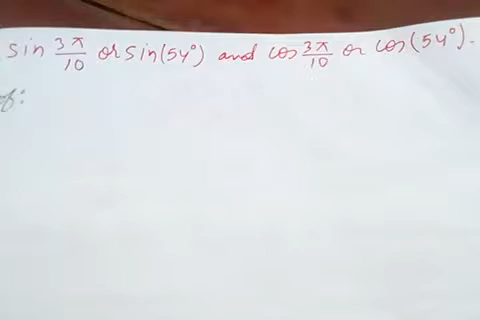 sin 3π/10 or sin(54°) and cos 3π/10 or cos(54°).